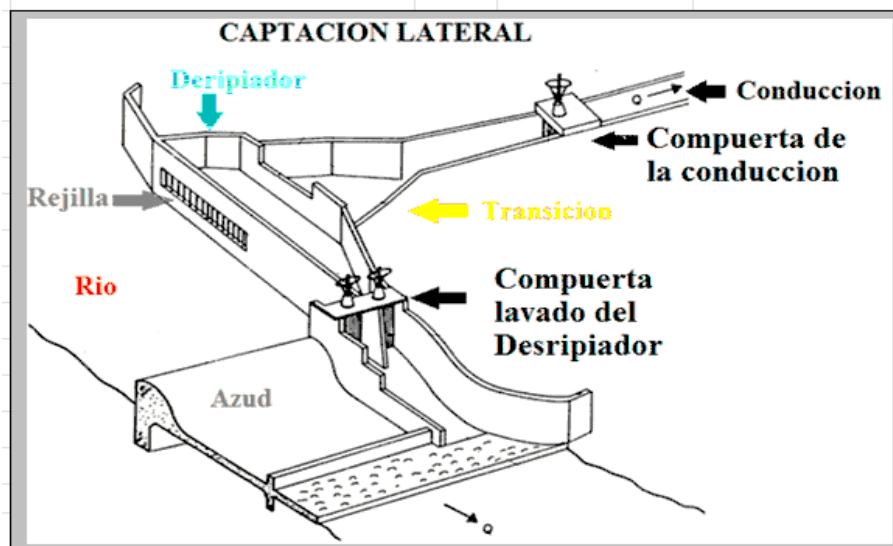 CAPTACION LATERAL
Deripiador
Conduccion
Compuerta de
la conduccion
Rejilla
Transicion
Rio
Compuerta
lavado del
Desripiador
Azud
Q
Q